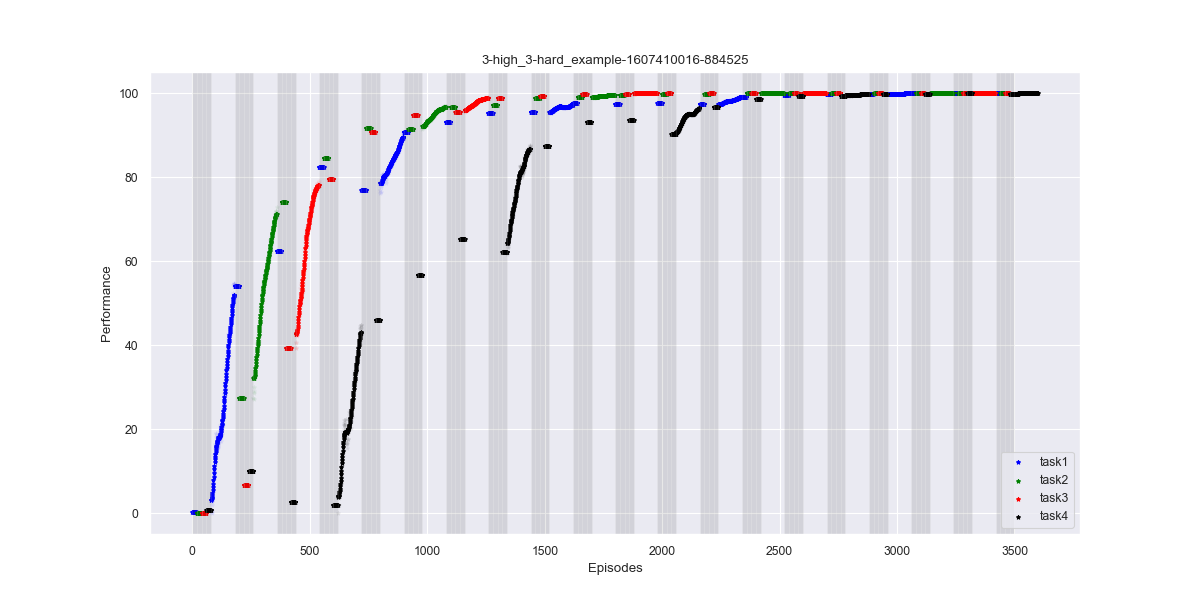 3-high_3-hard_example-1607410016-884525
100
80
60
40
20
0
Performance
0 500 1000 1500 2000 2500 3000 3500
Episodes
task1
task2
task3
task4